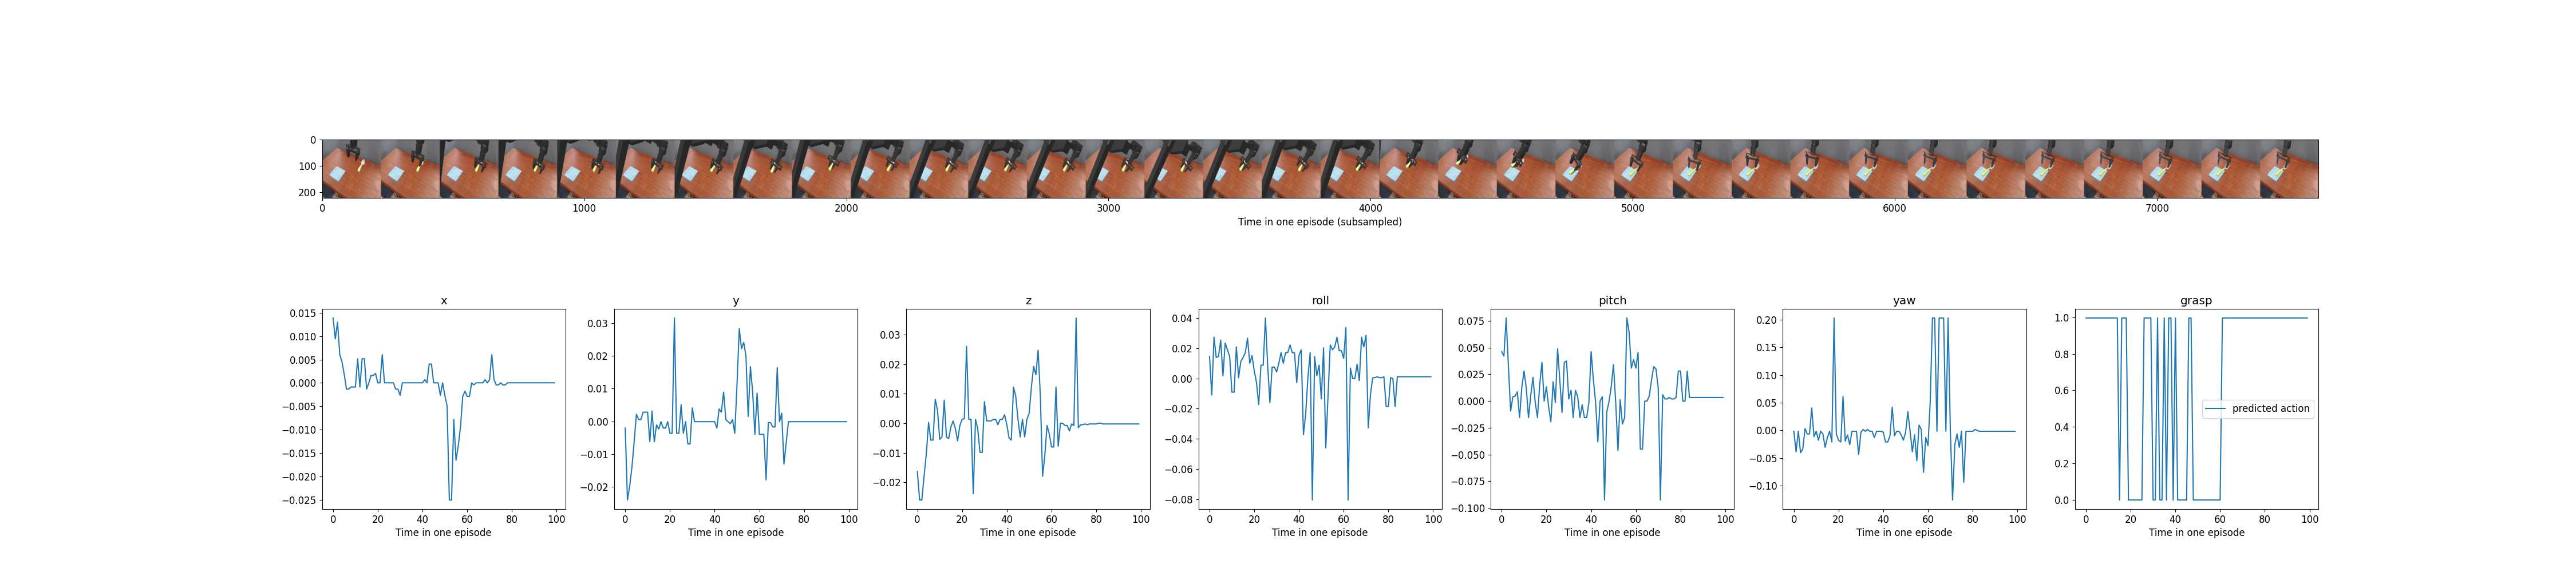 0
100
200
0 1000 2000 3000 4000 5000 6000 7000
Time in one episode (subsampled)
x
0.015
0.010
0.005
0.000
−0.005
−0.010
−0.015
−0.020
−0.025
0 20 40 60 80 100
Time in one episode
y
0.03
0.02
0.01
0.00
−0.01
−0.02
0 20 40 60 80 100
Time in one episode
z
0.03
0.02
0.01
0.00
−0.01
−0.02
0 20 40 60 80 100
Time in one episode
roll
0.04
0.02
0.00
−0.02
−0.04
−0.06
−0.08
0 20 40 60 80 100
Time in one episode
pitch
0.075
0.050
0.025
0.000
−0.025
−0.050
−0.075
−0.100
0 20 40 60 80 100
Time in one episode
yaw
0.20
0.15
0.10
0.05
0.00
−0.05
−0.10
0 20 40 60 80 100
Time in one episode
grasp
1.0
0.8
0.6
0.4
0.2
0.0
predicted action
0 20 40 60 80 100
Time in one episode